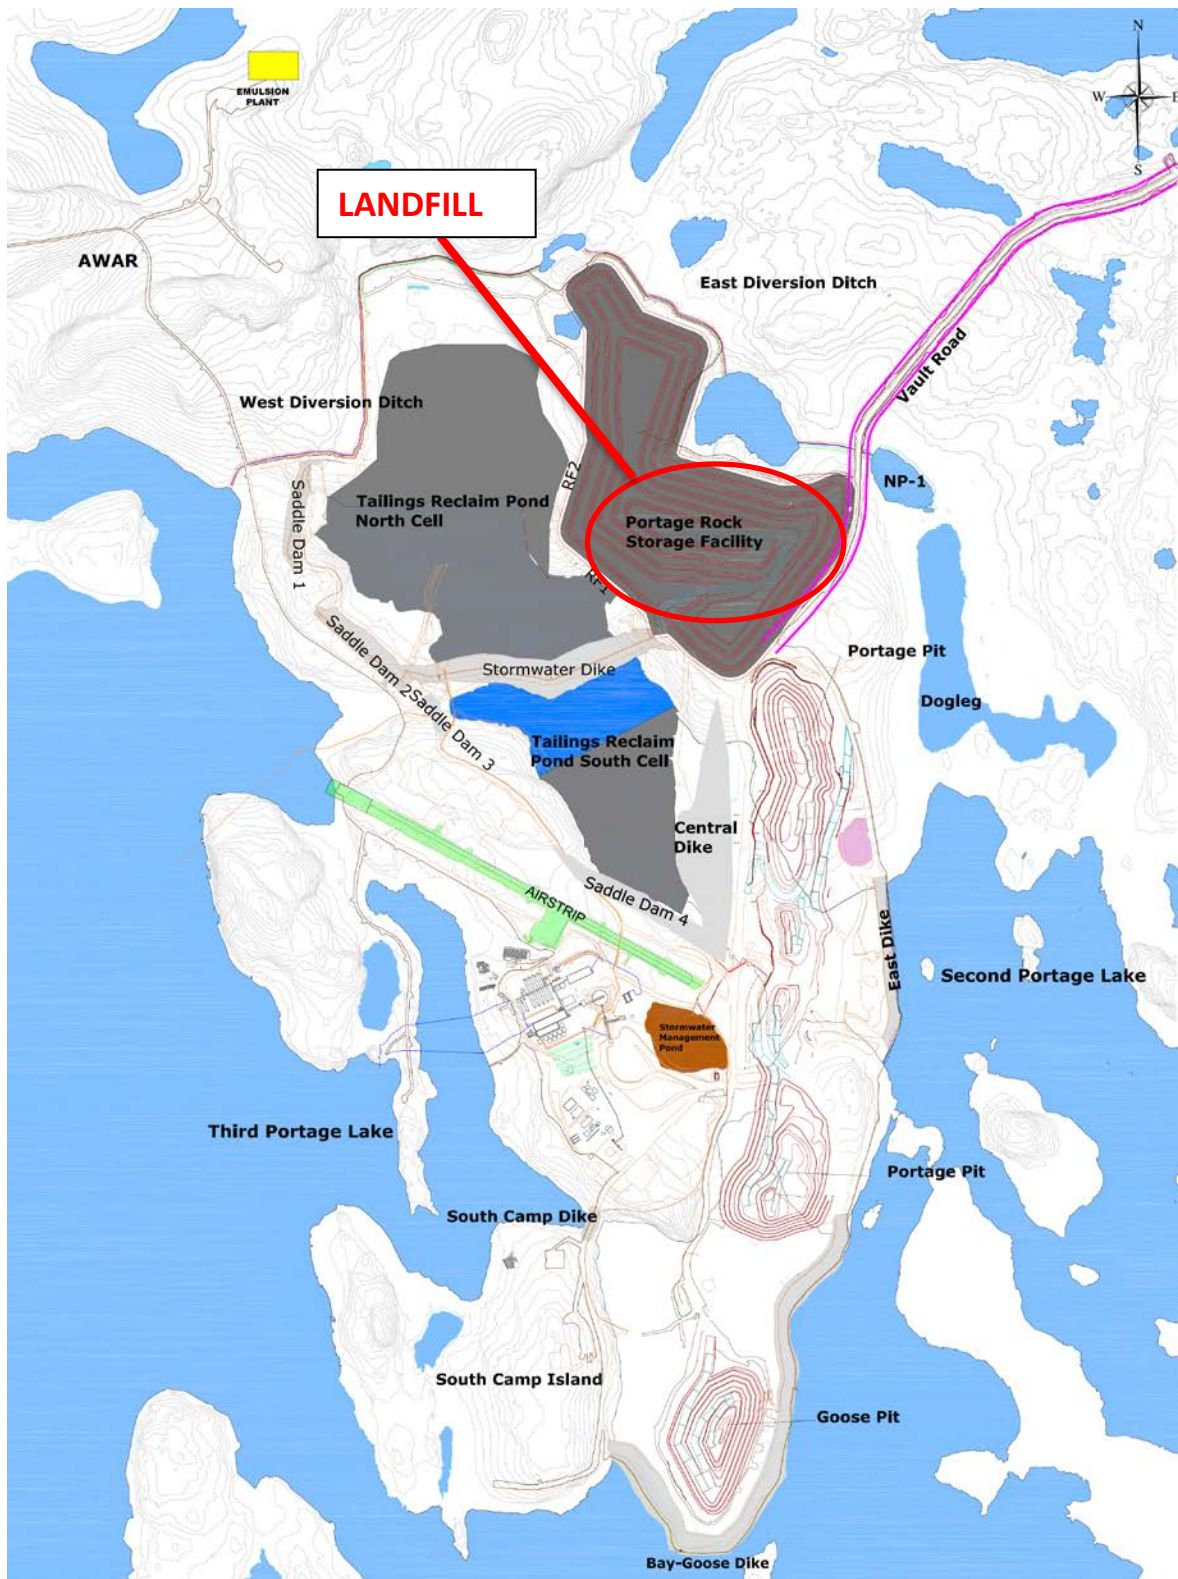 N
W
E
S
EMULSION
PLANT
LANDFILL
AWAR
East Diversion Ditch
Vault Road
West Diversion Ditch
RF2
NP-1
Saddle Dam 1
Tailings Reclaim Pond
North Cell
Portage Rock
Storage Facility
RF1
Saddle Dam 2
Stormwater Dike
Portage Pit
Saddle Dam 3
Dogleg
Tailings Reclaim
Pond South Cell
Central
Dike
AIRSTRIP
Saddle Dam 4
East Dike
Second Portage Lake
Stormwater
Management
Pond
Third Portage Lake
Portage Pit
South Camp Dike
South Camp Island
Goose Pit
Bay-Goose Dike